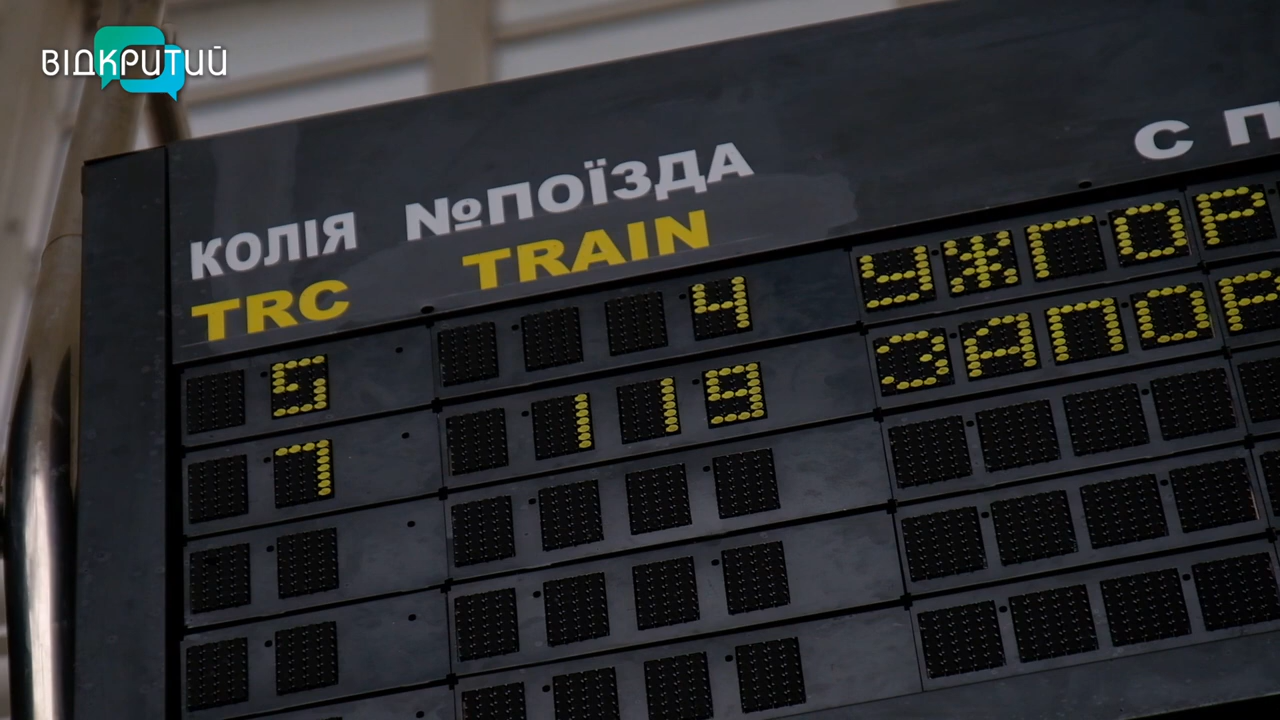 ВІДКРИТИЙ
КОЛІЯ №ПОЇЗДА С П
TRC TRAIN
5 4 УЖГОР
7 119 ЗАПОР